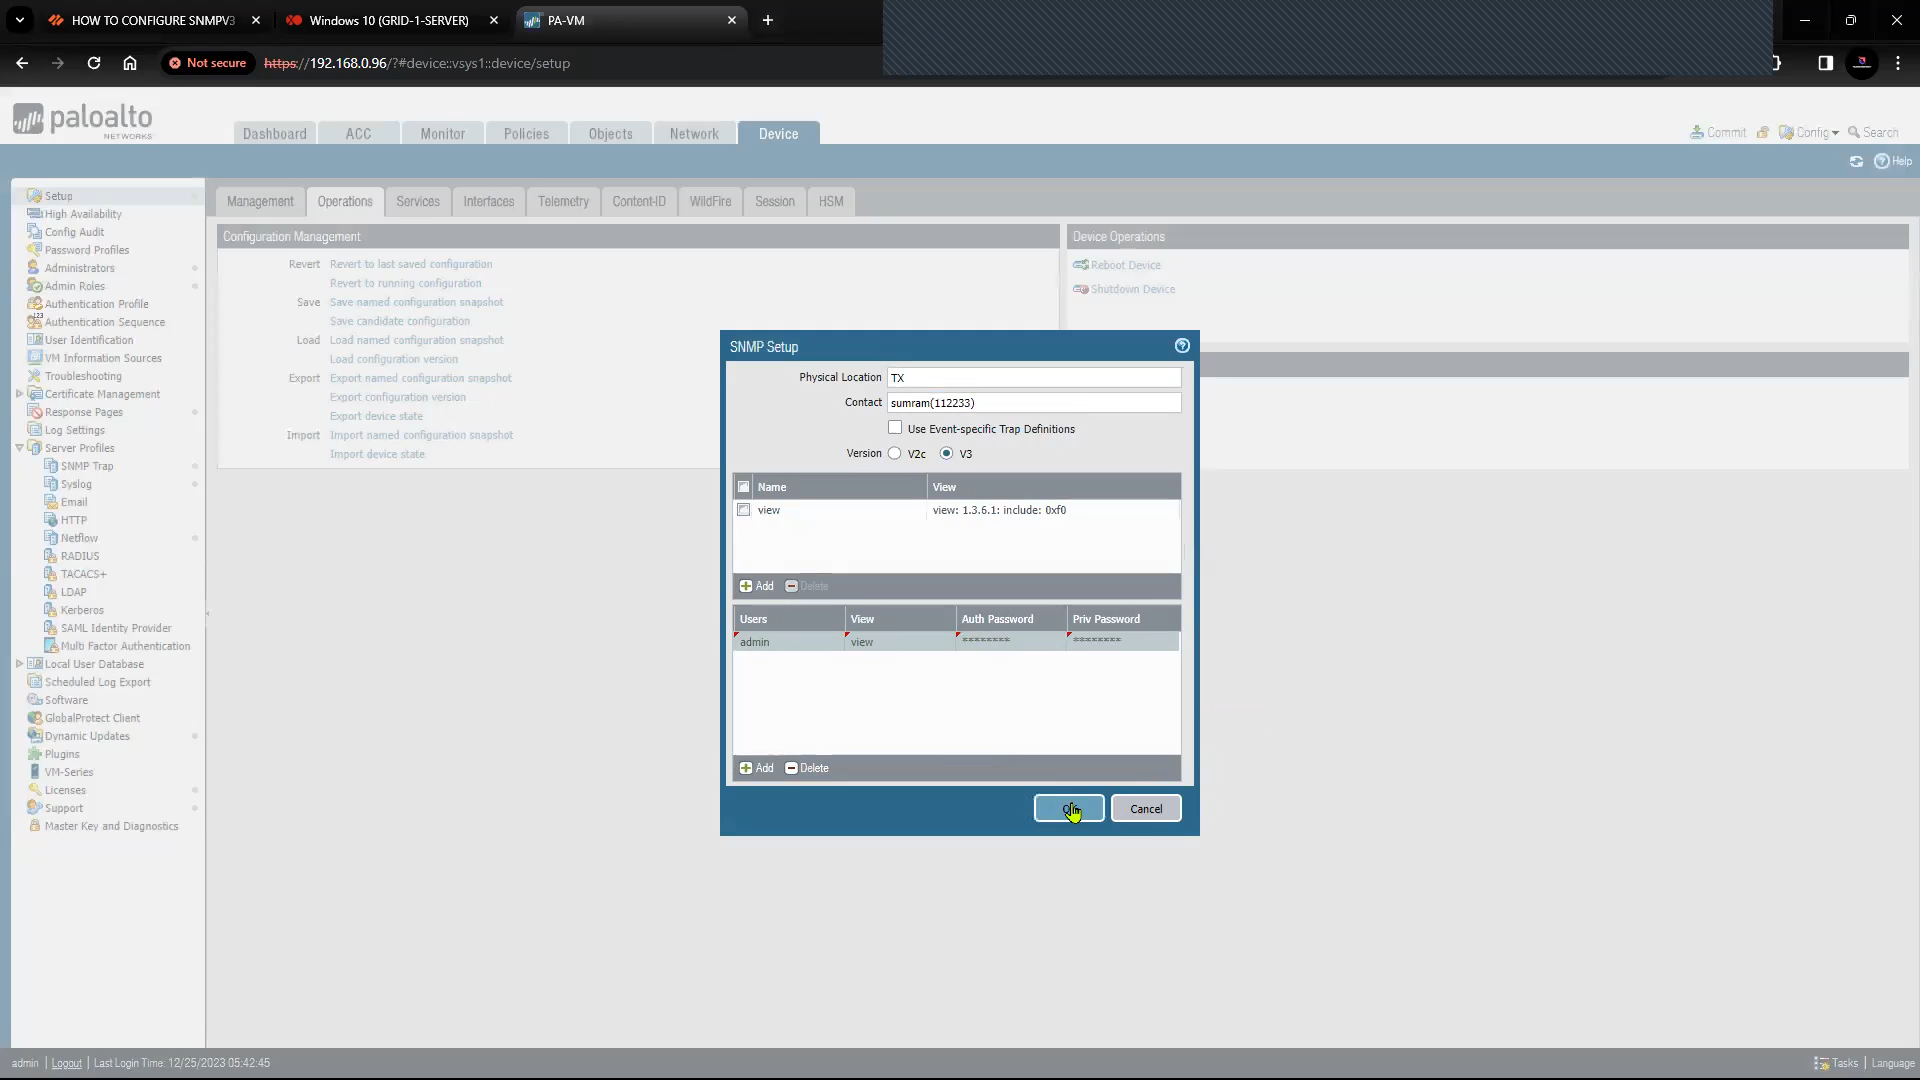 HOW TO CONFIGURE SNMPV3
Windows 10 (GRID-1-SERVER)
PA-VM
Not secure
https://192.168.0.96/?#device::vsys1::device/setup
paloalto
NETWORKS
Dashboard
ACC
Monitor
Policies
Objects
Network
Device
Commit
Config
Search
Help
Setup
High Availability
Config Audit
Password Profiles
Administrators
Admin Roles
Authentication Profile
Authentication Sequence
User Identification
VM Information Sources
Troubleshooting
Certificate Management
Response Pages
Log Settings
Server Profiles
SNMP Trap
Syslog
Email
HTTP
Netflow
RADIUS
TACACS+
LDAP
Kerberos
SAML Identity Provider
Multi Factor Authentication
Local User Database
Scheduled Log Export
Software
GlobalProtect Client
Dynamic Updates
Plugins
VM-Series
Licenses
Support
Master Key and Diagnostics
Management
Operations
Services
Interfaces
Telemetry
Content-ID
WildFire
Session
HSM
Configuration Management
Revert Revert to last saved configuration
Revert to running configuration
Save Save named configuration snapshot
Save candidate configuration
Load Load named configuration snapshot
Load configuration version
Export Export named configuration snapshot
Export configuration version
Export device state
Import Import named configuration snapshot
Import device state
Device Operations
Reboot Device
Shutdown Device
SNMP Setup
Physical Location TX
Contact sumram(112233)
Use Event-specific Trap Definitions
Version V2c V3
Name View
view view: 1.3.6.1: include: 0xf0
Add Delete
Users View Auth Password Priv Password
admin view ******** ********
Add Delete
Cancel
admin | Logout | Last Login Time: 12/25/2023 05:42:45
Tasks | Language